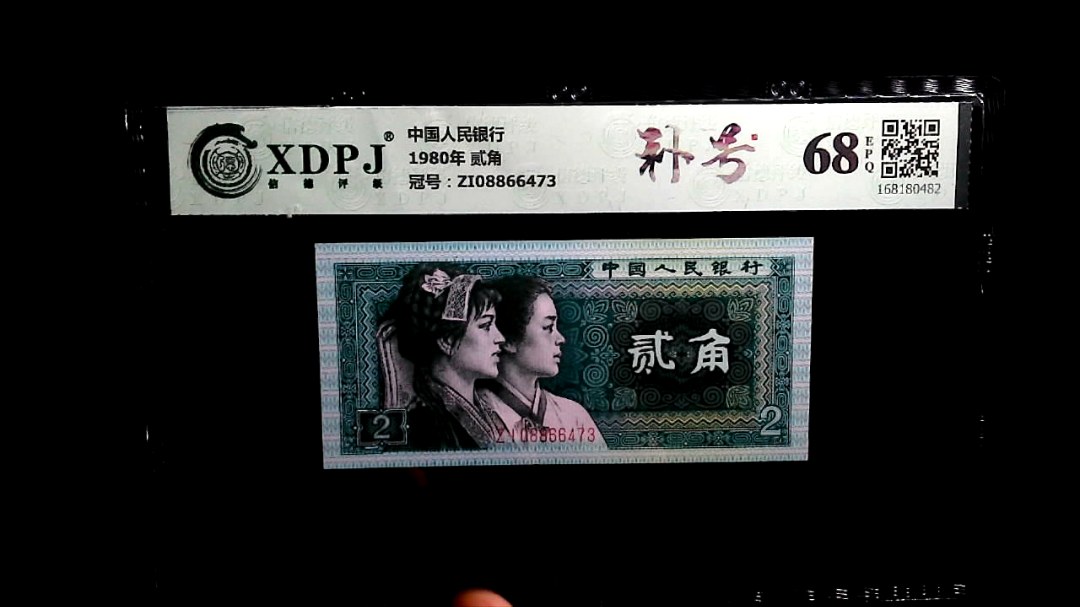 XDPJ®
信德评级
中国人民银行
1980年 贰角
冠号：ZI08866473
补号
68
EPQ
168180482
中国人民银行
贰角
2
2
ZI08866473